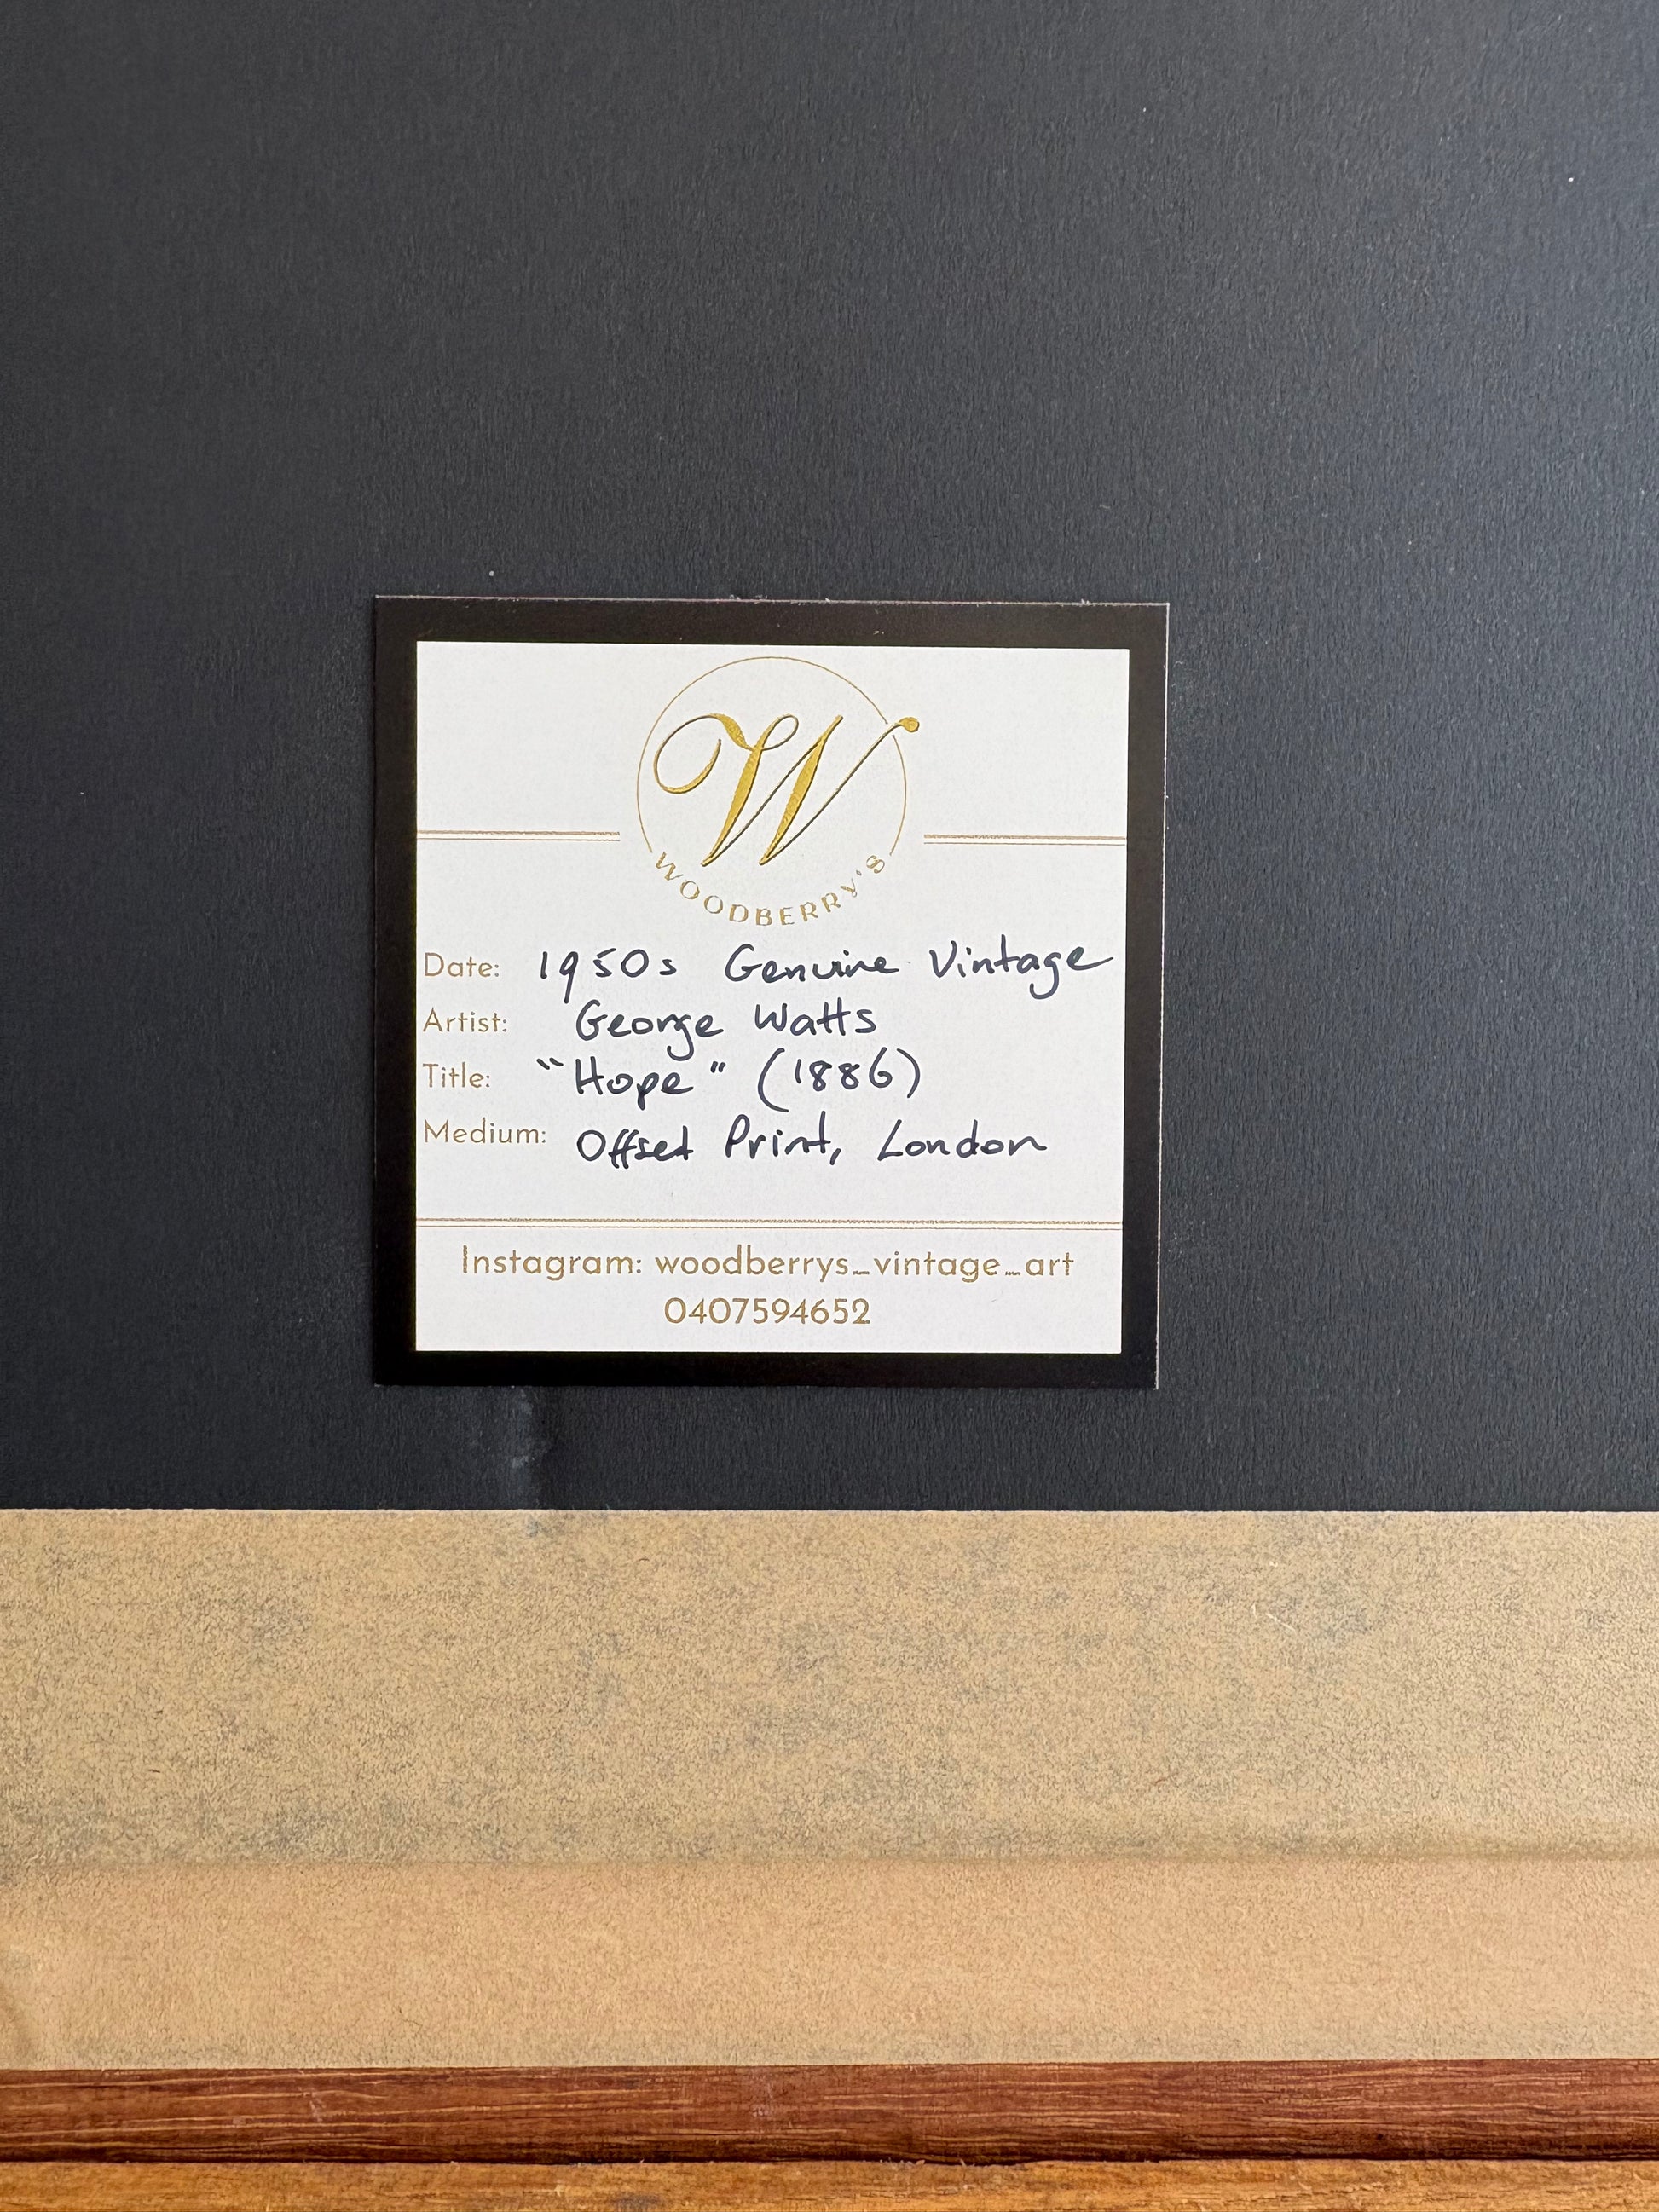 W
WOODBERRY'S
Date: 1950s Genuine Vintage
Artist: George Watts
Title: "Hope" (1886)
Medium: Offset Print, London
Instagram: woodberrys_vintage_art
0407594652